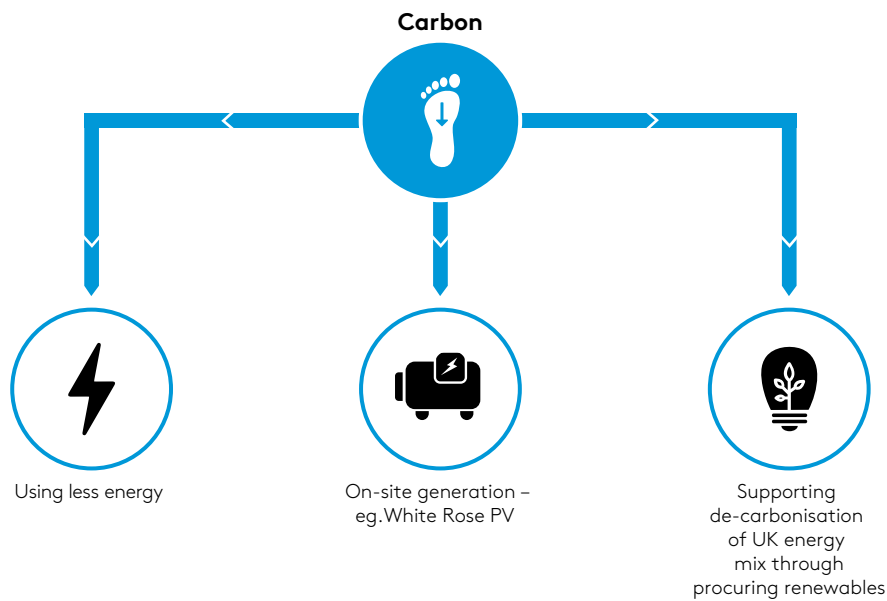 Carbon
Using less energy
On-site generation –
eg.White Rose PV
Supporting
de-carbonisation
of UK energy
mix through
procuring renewables